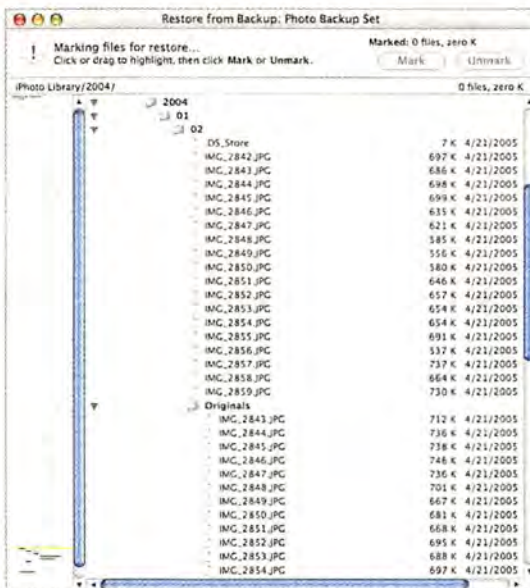 Restore from Backup: Photo Backup Set
! Marking files for restore...
Click or drag to highlight, then click Mark or Unmark.
Marked: 0 files, zero K
Mark Unmark
iPhoto Library/2004/ 0 files, zero K
2004
01
02
DS_Store 7 K 4/21/2005
IMG_2842.JPG 697 K 4/21/2005
IMG_2843.JPG 686 K 4/21/2005
IMG_2844.JPG 698 K 4/21/2005
IMG_2845.JPG 699 K 4/21/2005
IMG_2846.JPG 635 K 4/21/2005
IMG_2847.JPG 621 K 4/21/2005
IMG_2848.JPG 585 K 4/21/2005
IMG_2849.JPG 556 K 4/21/2005
IMG_2850.JPG 580 K 4/21/2005
IMG_2851.JPG 646 K 4/21/2005
IMG_2852.JPG 657 K 4/21/2005
IMG_2853.JPG 654 K 4/21/2005
IMG_2854.JPG 654 K 4/21/2005
IMG_2855.JPG 691 K 4/21/2005
IMG_2856.JPG 537 K 4/21/2005
IMG_2857.JPG 737 K 4/21/2005
IMG_2858.JPG 664 K 4/21/2005
IMG_2859.JPG 730 K 4/21/2005
Originals
IMG_2843.JPG 712 K 4/21/2005
IMG_2844.JPG 736 K 4/21/2005
IMG_2845.JPG 738 K 4/21/2005
IMG_2846.JPG 746 K 4/21/2005
IMG_2847.JPG 736 K 4/21/2005
IMG_2848.JPG 701 K 4/21/2005
IMG_2849.JPG 667 K 4/21/2005
IMG_2850.JPG 681 K 4/21/2005
IMG_2851.JPG 668 K 4/21/2005
IMG_2852.JPG 695 K 4/21/2005
IMG_2853.JPG 688 K 4/21/2005
IMG_2854.JPG 697 K 4/21/2005